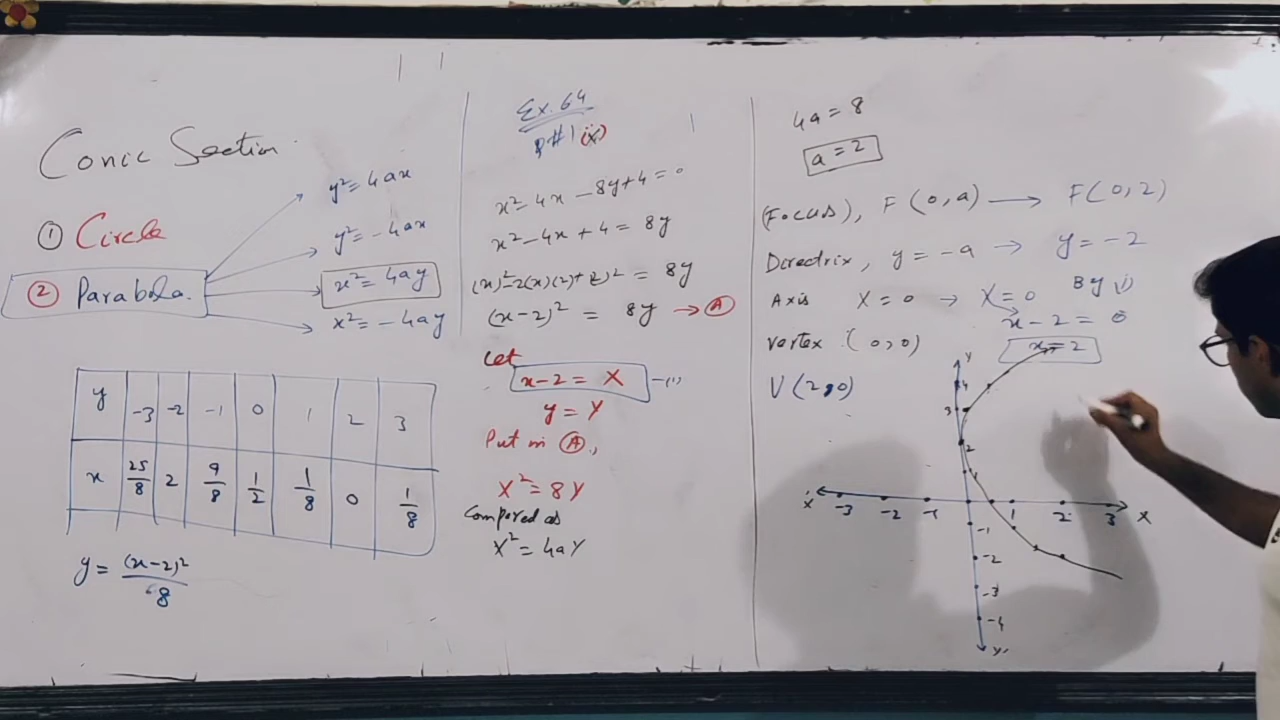 Conic Section.
① Circle
② Parabola.
y² = 4ax
y² = -4ax
x² = 4ay
x² = -4ay
y -3 -2 -1 0 1 2 3
x 25/8 2 9/8 1/2 1/8 0 1/8
y = (x-2)²/8
Ex. 64
Q#1 (x)
x² - 4x - 8y + 4 = 0
x² - 4x + 4 = 8y
(x)² - 2(x)(2) + (2)² = 8y
(x-2)² = 8y → Ⓐ
Let
x - 2 = X —(i)
y = Y
Put in Ⓐ,
X² = 8Y
Compared as
X² = 4aY
4a = 8
a = 2
(Focus), F(0,a) → F(0,2)
Directrix, y = -a → y = -2
Axis X = 0 → X = 0 By (i)
x - 2 = 0
x = 2
Vertex (0,0)
V(2,0)
Y
4
3
2
1
X' -3 -2 -1 1 2 3 X
-1
-2
-3
-4
Y'